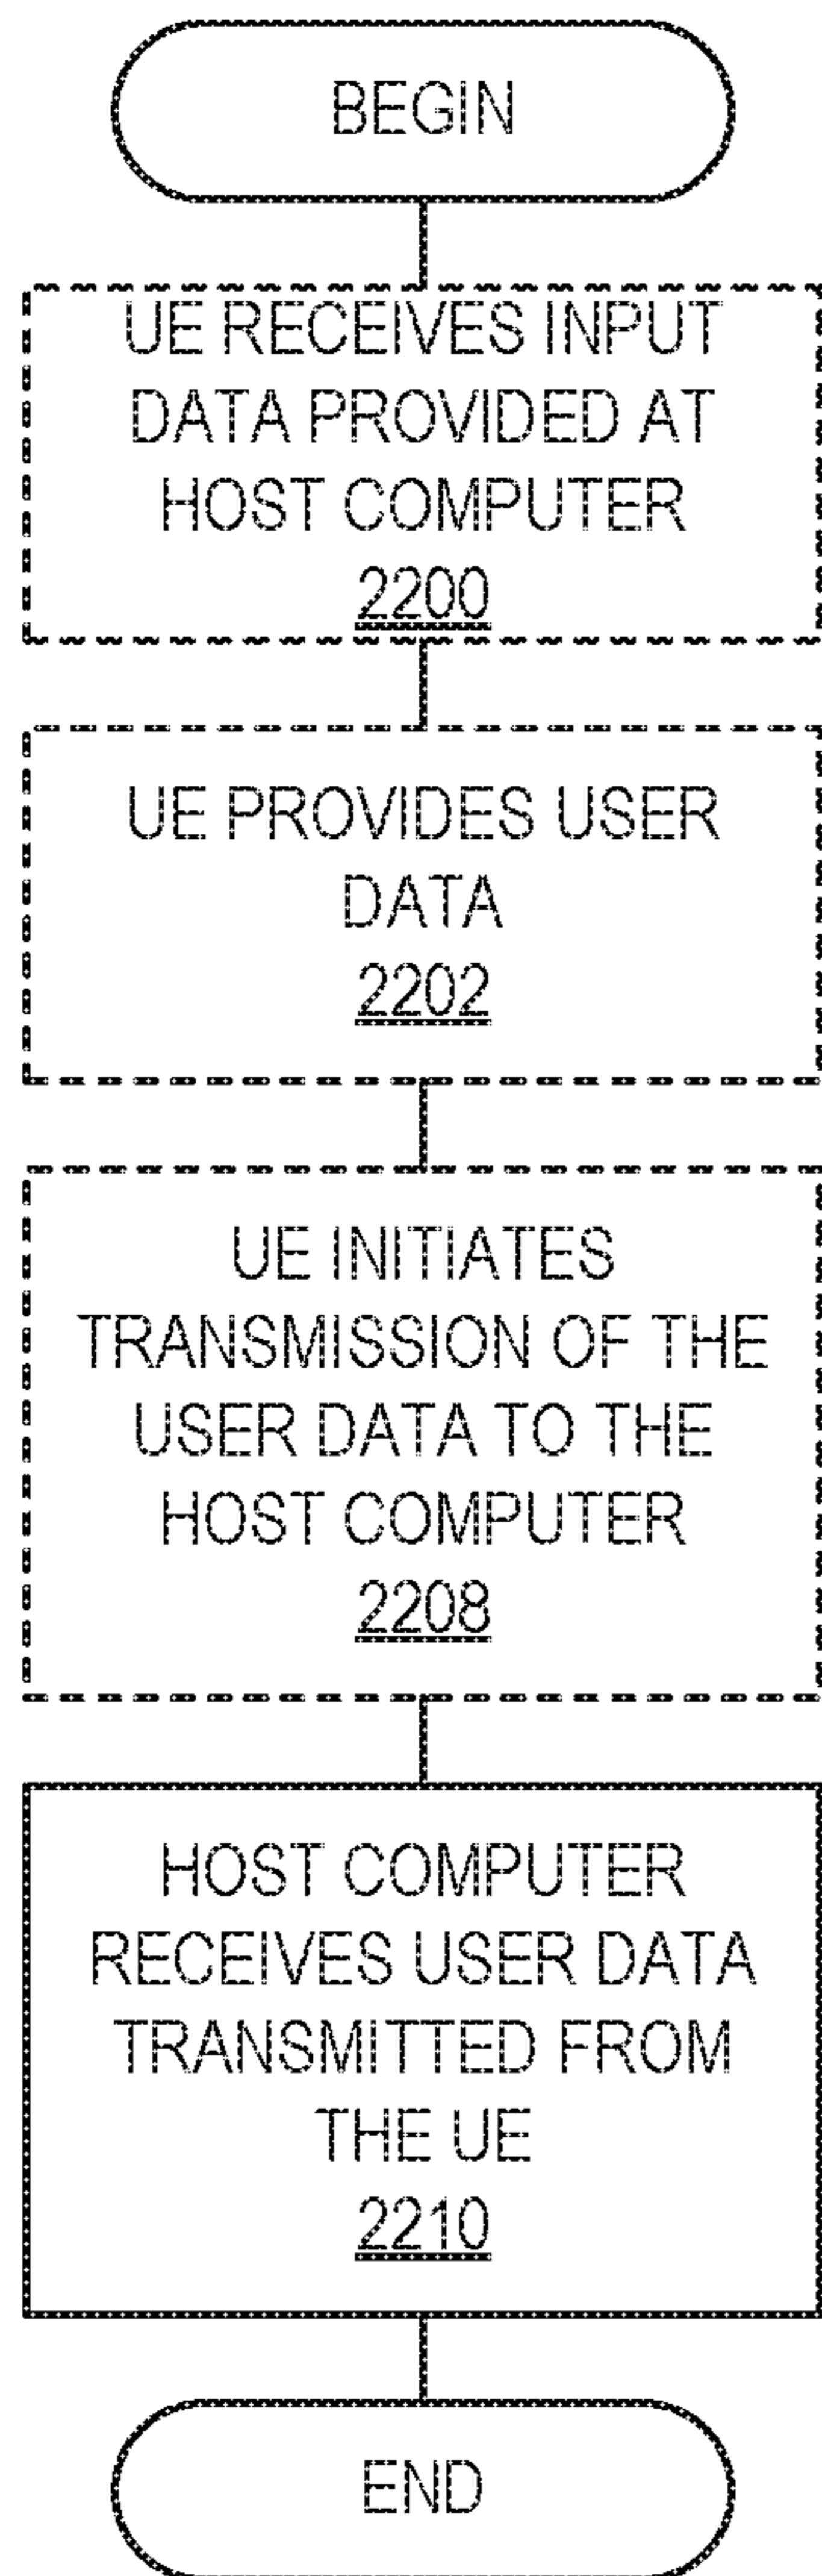 BEGIN
UE RECEIVES INPUT
DATA PROVIDED AT
HOST COMPUTER
2200
UE PROVIDES USER
DATA
2202
UE INITIATES
TRANSMISSION OF THE
USER DATA TO THE
HOST COMPUTER
2208
HOST COMPUTER
RECEIVES USER DATA
TRANSMITTED FROM
THE UE
2210
END